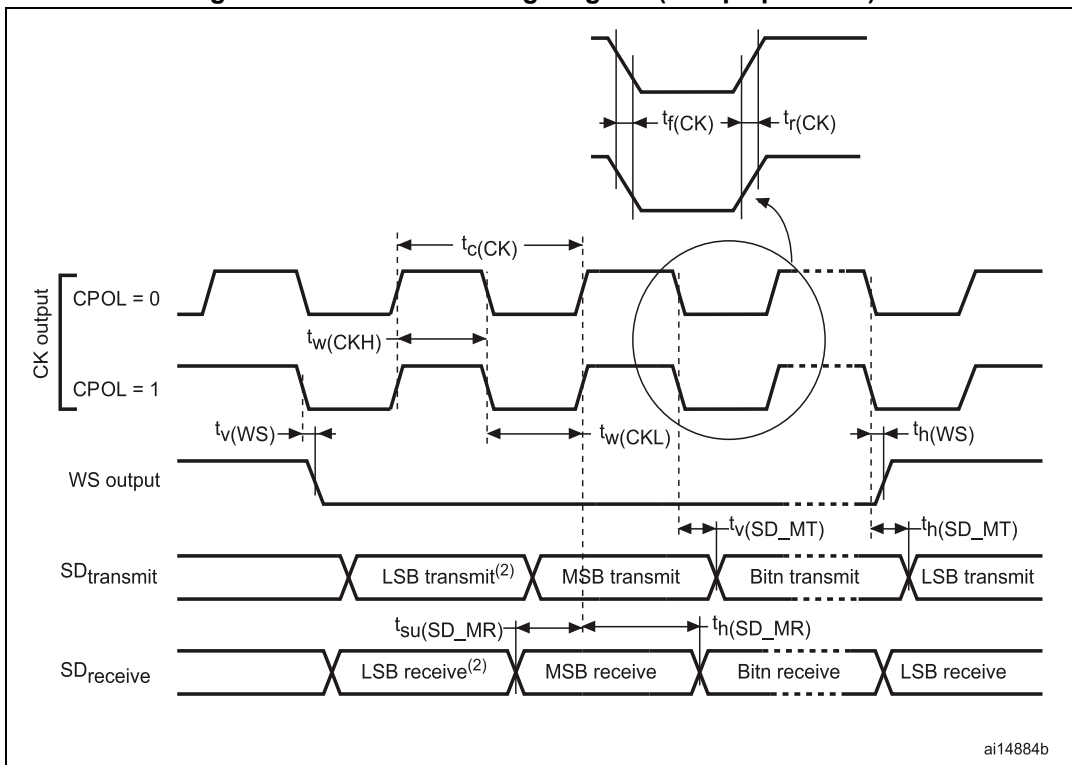 tf(CK) tr(CK)
tc(CK)
CK output
CPOL = 0
tw(CKH)
CPOL = 1
tv(WS) tw(CKL) th(WS)
WS output
tv(SD_MT) th(SD_MT)
SDtransmit LSB transmit(2) MSB transmit Bitn transmit LSB transmit
tsu(SD_MR) th(SD_MR)
SDreceive LSB receive(2) MSB receive Bitn receive LSB receive
ai14884b